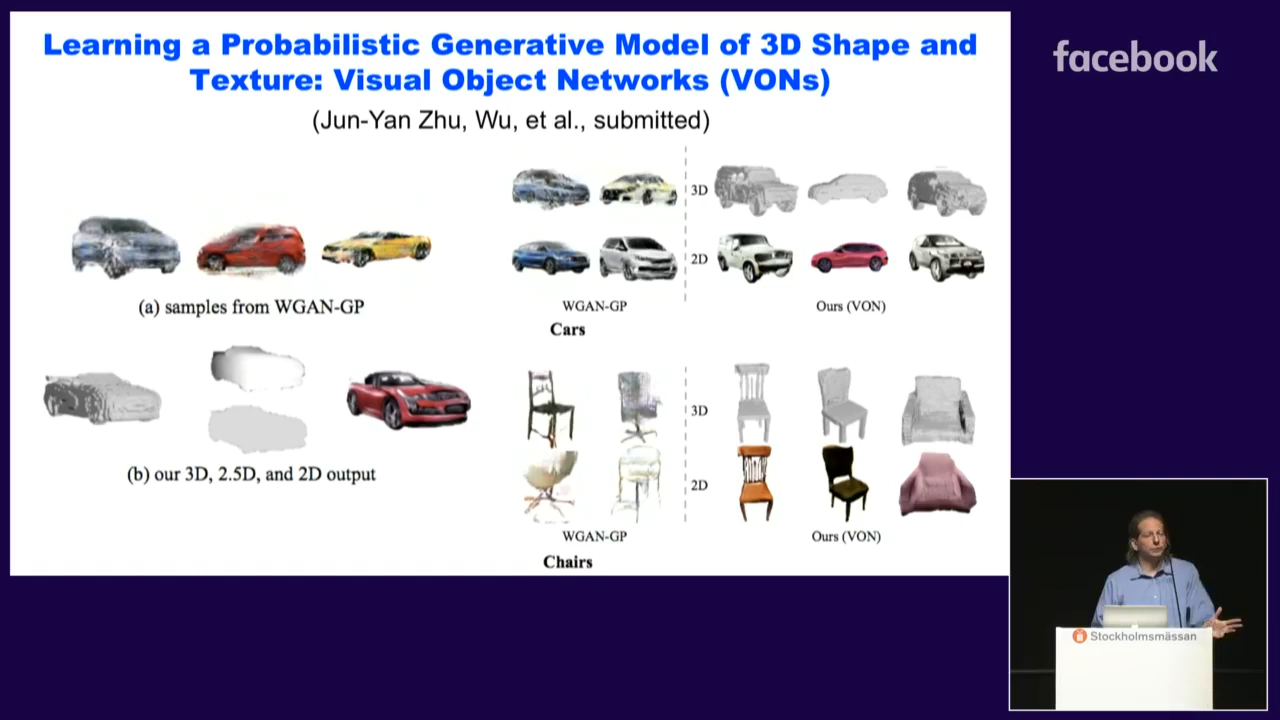 Learning a Probabilistic Generative Model of 3D Shape and
Texture: Visual Object Networks (VONs)
(Jun-Yan Zhu, Wu, et al., submitted)
facebook
3D
2D
(a) samples from WGAN-GP
WGAN-GP
Ours (VON)
Cars
3D
2D
(b) our 3D, 2.5D, and 2D output
WGAN-GP
Ours (VON)
Chairs
Stockholmsmässan